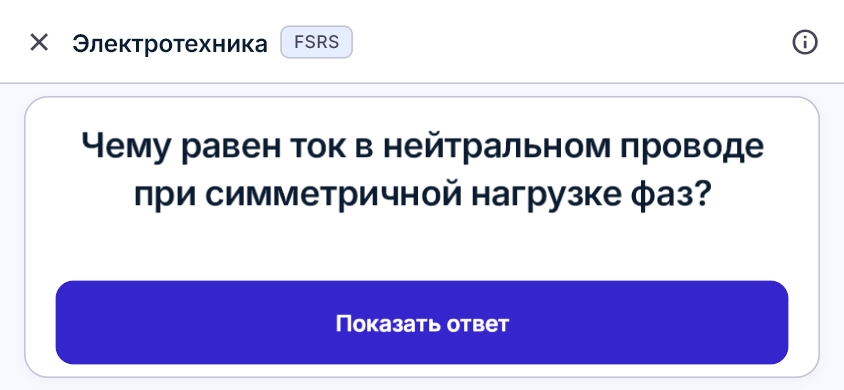 Электротехника FSRS
Чему равен ток в нейтральном проводе
при симметричной нагрузке фаз?
Показать ответ